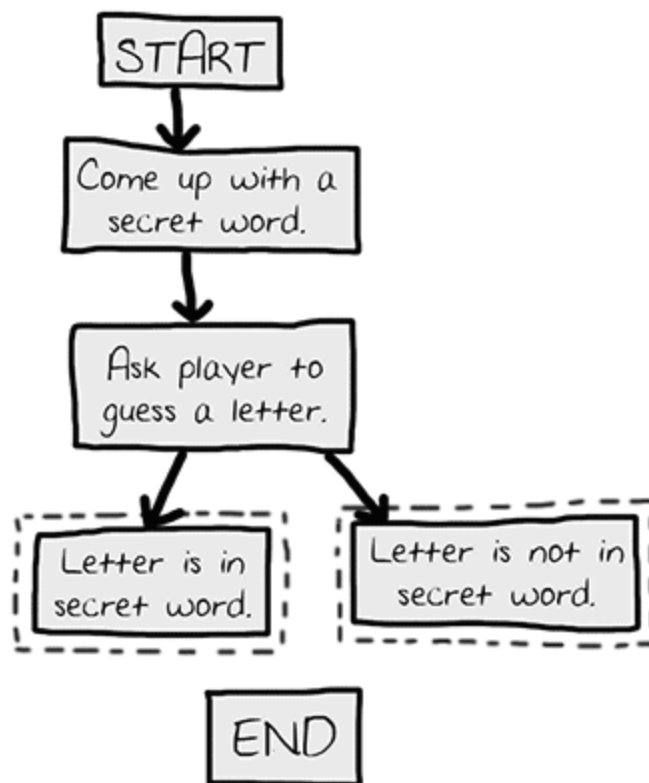 START
Come up with a
secret word.
Ask player to
guess a letter.
Letter is in
secret word.
Letter is not in
secret word.
END